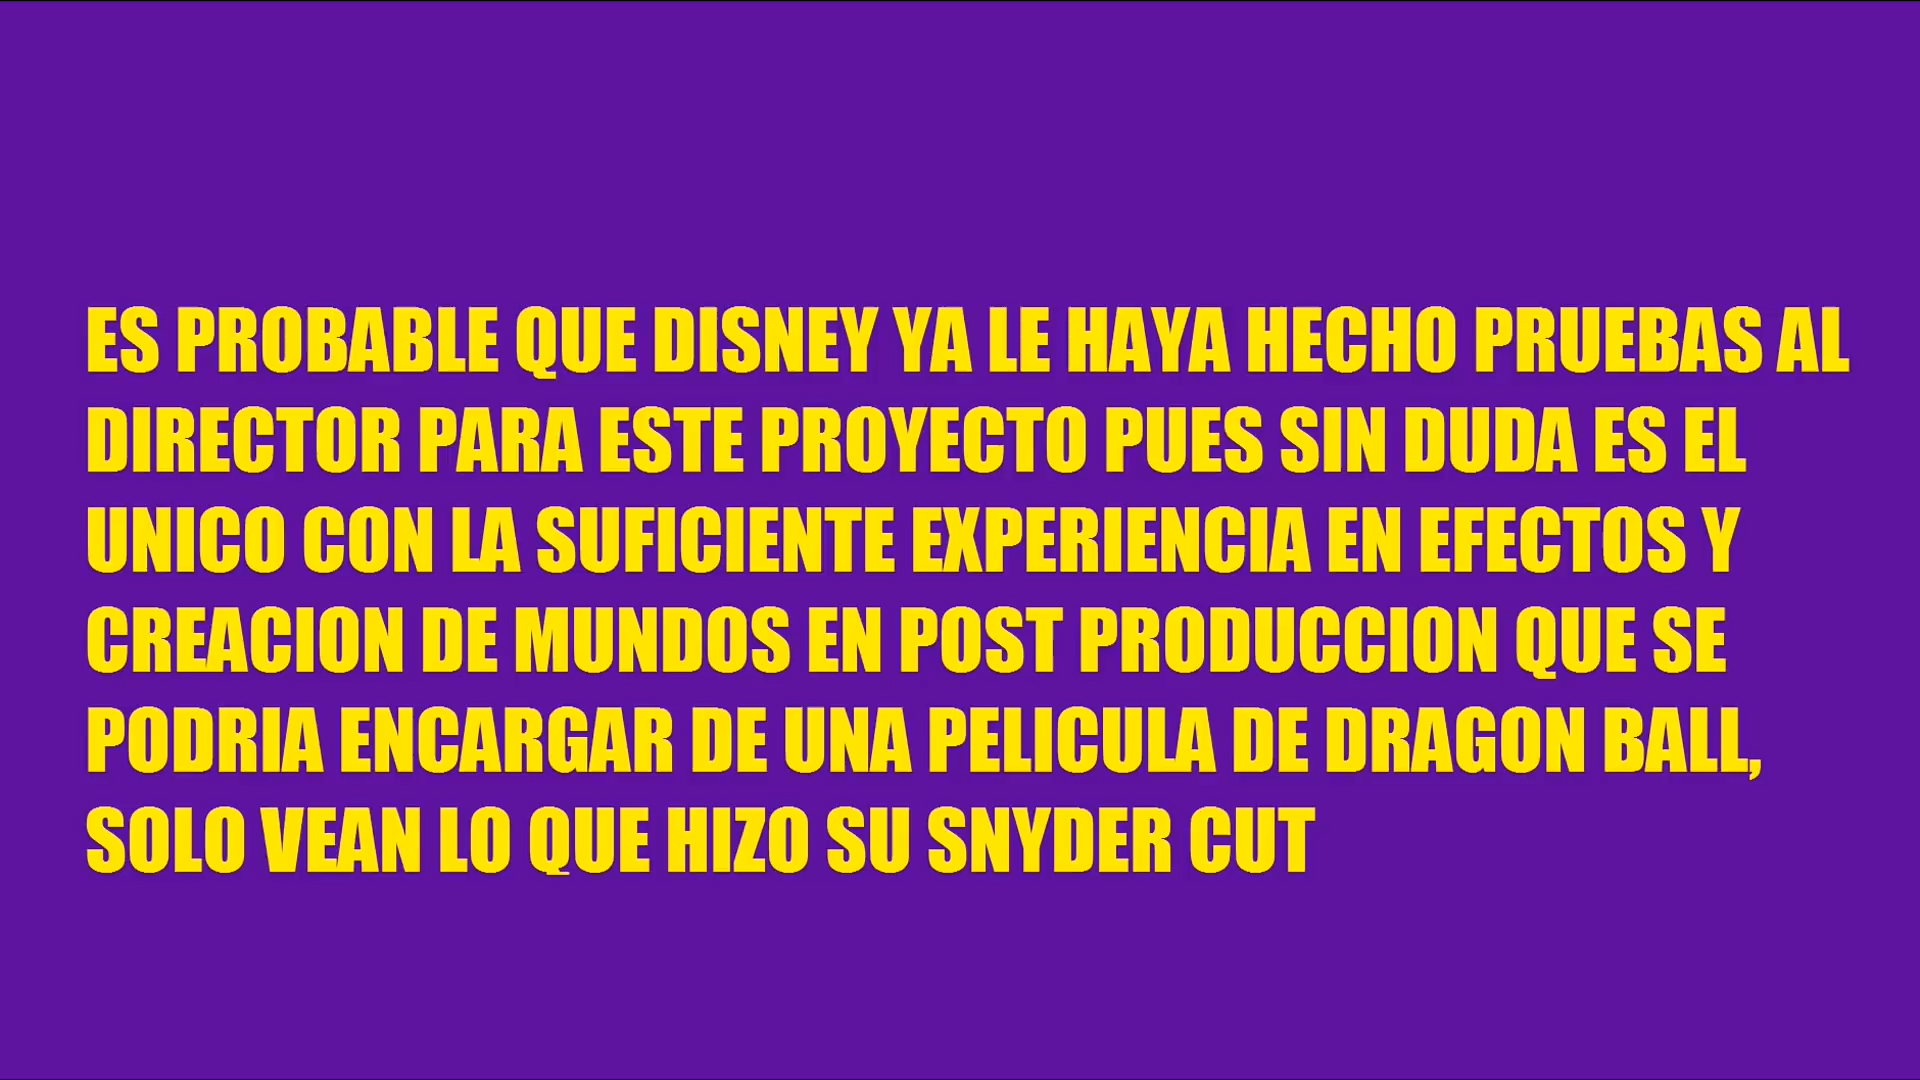 ES PROBABLE QUE DISNEY YA LE HAYA HECHO PRUEBAS AL
DIRECTOR PARA ESTE PROYECTO PUES SIN DUDA ES EL
UNICO CON LA SUFICIENTE EXPERIENCIA EN EFECTOS Y
CREACION DE MUNDOS EN POST PRODUCCION QUE SE
PODRIA ENCARGAR DE UNA PELICULA DE DRAGON BALL,
SOLO VEAN LO QUE HIZO SU SNYDER CUT